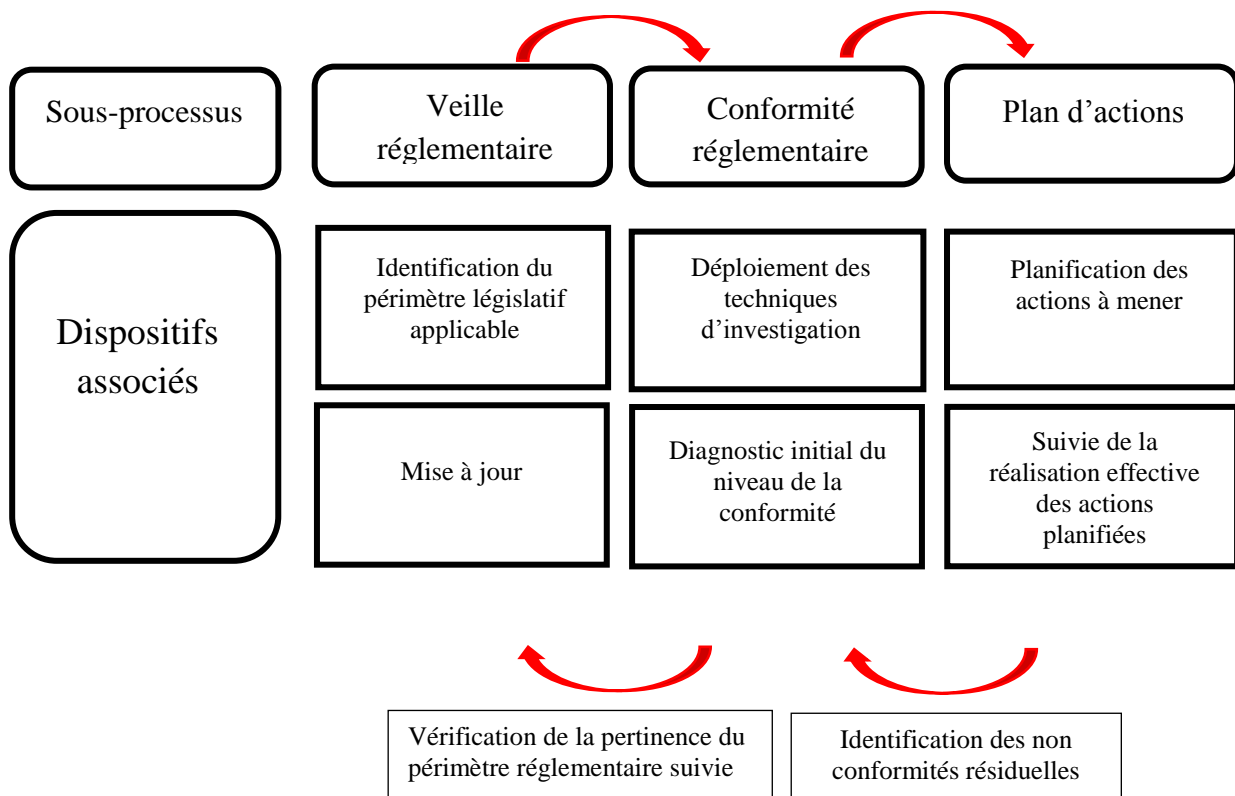 Sous-processus
Veille
réglementaire
Conformité
réglementaire
Plan d'actions
Dispositifs
associés
Identification du
périmètre législatif
applicable
Déploiement des
techniques
d'investigation
Planification des
actions à mener
Mise à jour
Diagnostic initial du
niveau de la
conformité
Suivie de la
réalisation effective
des actions
planifiées
Vérification de la pertinence du
périmètre réglementaire suivie
Identification des non
conformités résiduelles